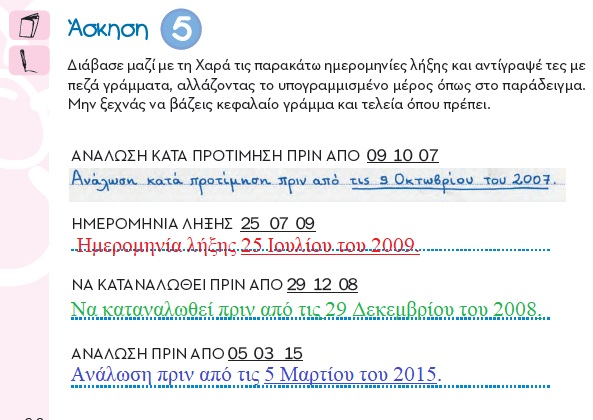 Άσκηση 5
Διάβασε μαζί με τη Χαρά τις παρακάτω ημερομηνίες λήξης και αντίγραψέ τες με
πεζά γράμματα, αλλάζοντας το υπογραμμισμένο μέρος όπως στο παράδειγμα.
Μην ξεχνάς να βάζεις κεφαλαίο γράμμα και τελεία όπου πρέπει.
ΑΝΑΛΩΣΗ ΚΑΤΑ ΠΡΟΤΙΜΗΣΗ ΠΡΙΝ ΑΠΟ 09 10 07
Ανάλωση κατά προτίμηση πριν από τις 9 Οκτωβρίου του 2007.
ΗΜΕΡΟΜΗΝΙΑ ΛΗΞΗΣ 25 07 09
Ημερομηνία λήξης 25 Ιουλίου του 2009.
ΝΑ ΚΑΤΑΝΑΛΩΘΕΙ ΠΡΙΝ ΑΠΟ 29 12 08
Να καταναλωθεί πριν από τις 29 Δεκεμβρίου του 2008.
ΑΝΑΛΩΣΗ ΠΡΙΝ ΑΠΟ 05 03 15
Ανάλωση πριν από τις 5 Μαρτίου του 2015.